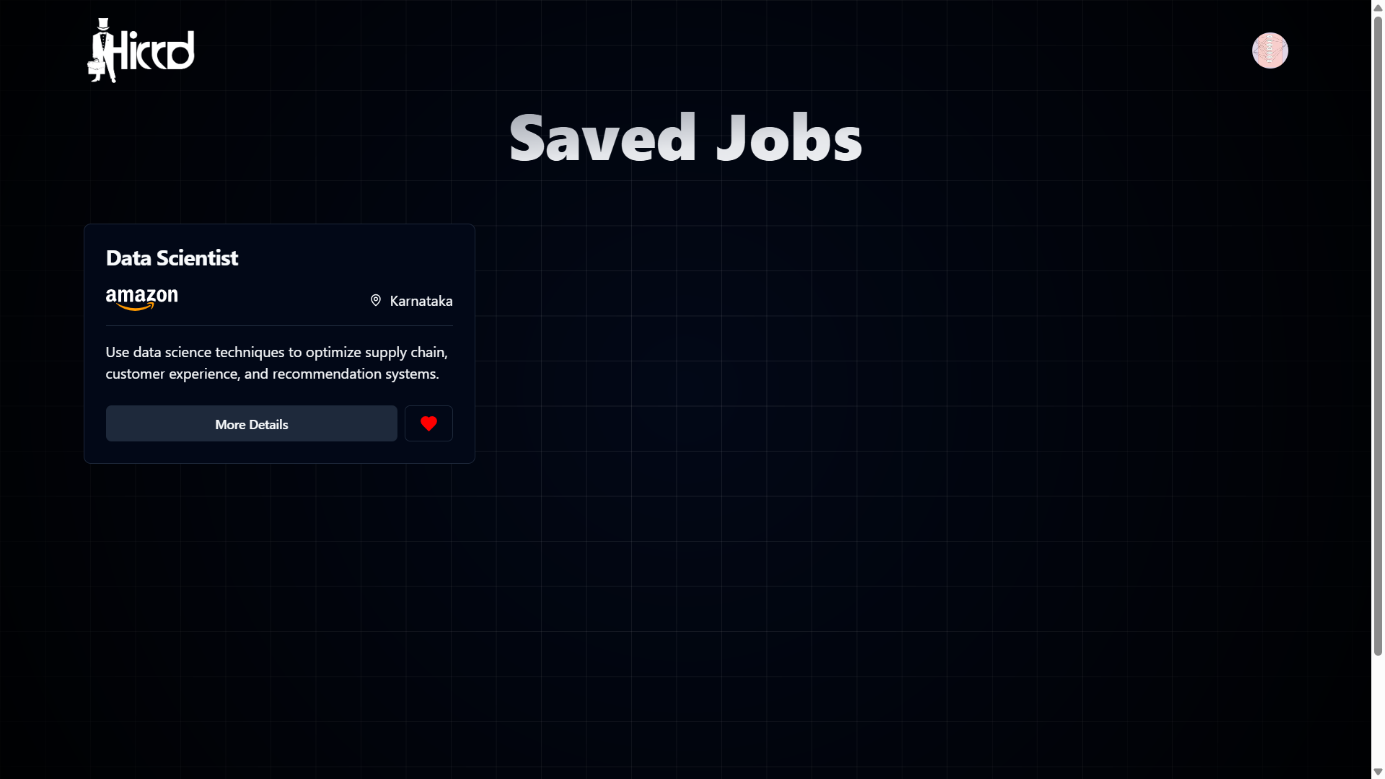 Hirrd
Saved Jobs
Data Scientist
amazon
Karnataka
Use data science techniques to optimize supply chain,
customer experience, and recommendation systems.
More Details